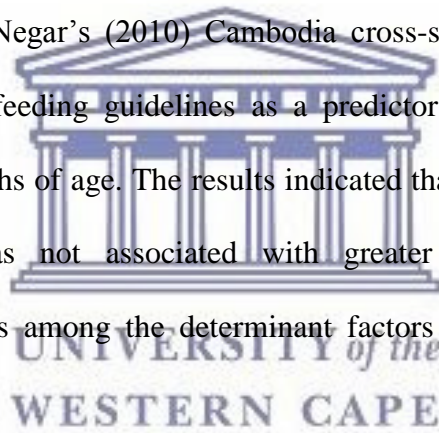 Negar’s (2010) Cambodia cross-s
feeding guidelines as a predictor
hs of age. The results indicated tha
as not associated with greater
s among the determinant factors
UNIVERSITY of the
WESTERN CAPE